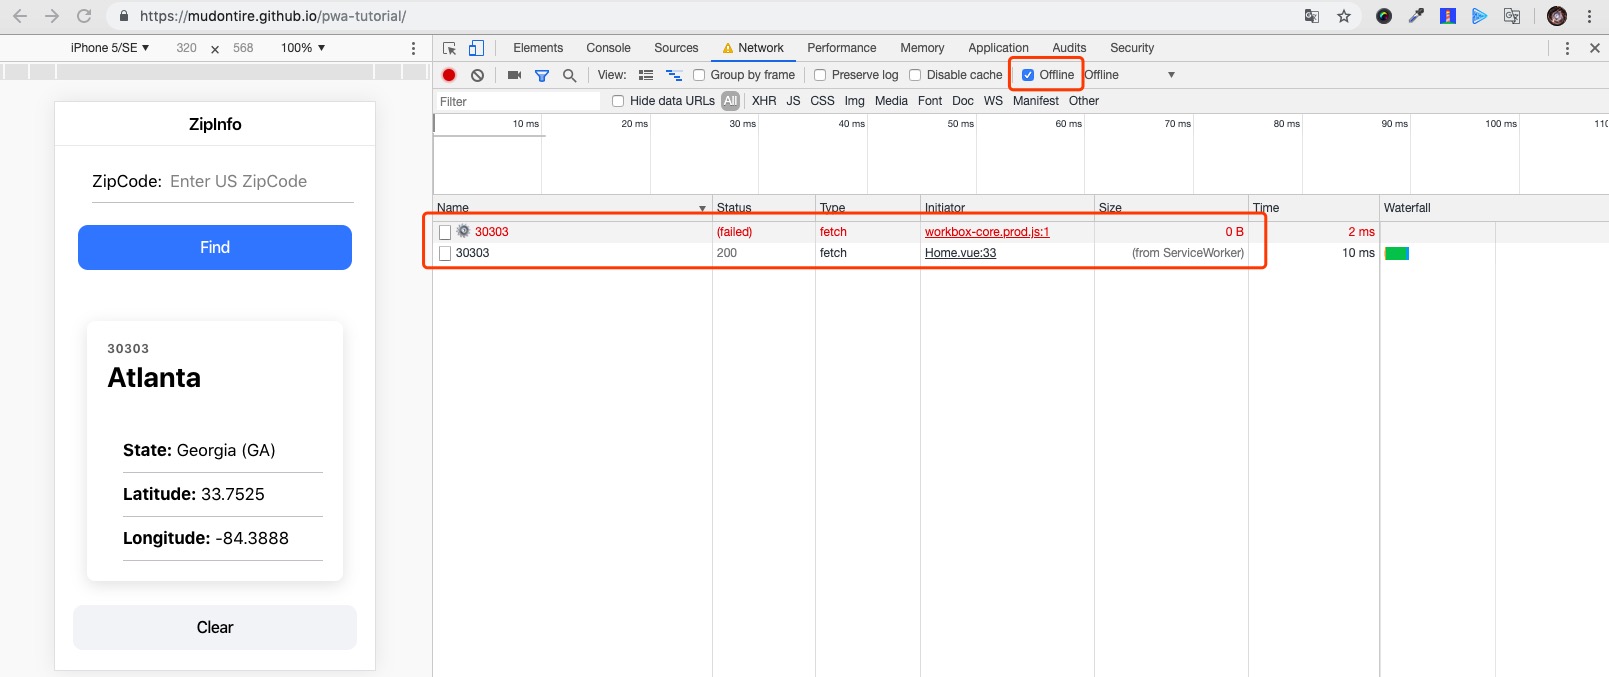 https://mudontire.github.io/pwa-tutorial/
iPhone 5/SE ▼ 320 × 568 100% ▼
Elements Console Sources Network Performance Memory Application Audits Security
View: Group by frame Preserve log Disable cache Offline Offline ▼
Filter Hide data URLs All XHR JS CSS Img Media Font Doc WS Manifest Other
10 ms 20 ms 30 ms 40 ms 50 ms 60 ms 70 ms 80 ms 90 ms 100 ms 110
Name ▼ Status Type Initiator Size Time Waterfall
30303 (failed) fetch workbox-core.prod.js:1 0 B 2 ms
30303 200 fetch Home.vue:33 (from ServiceWorker) 10 ms
ZipInfo
ZipCode: Enter US ZipCode
Find
30303
Atlanta
State: Georgia (GA)
Latitude: 33.7525
Longitude: -84.3888
Clear